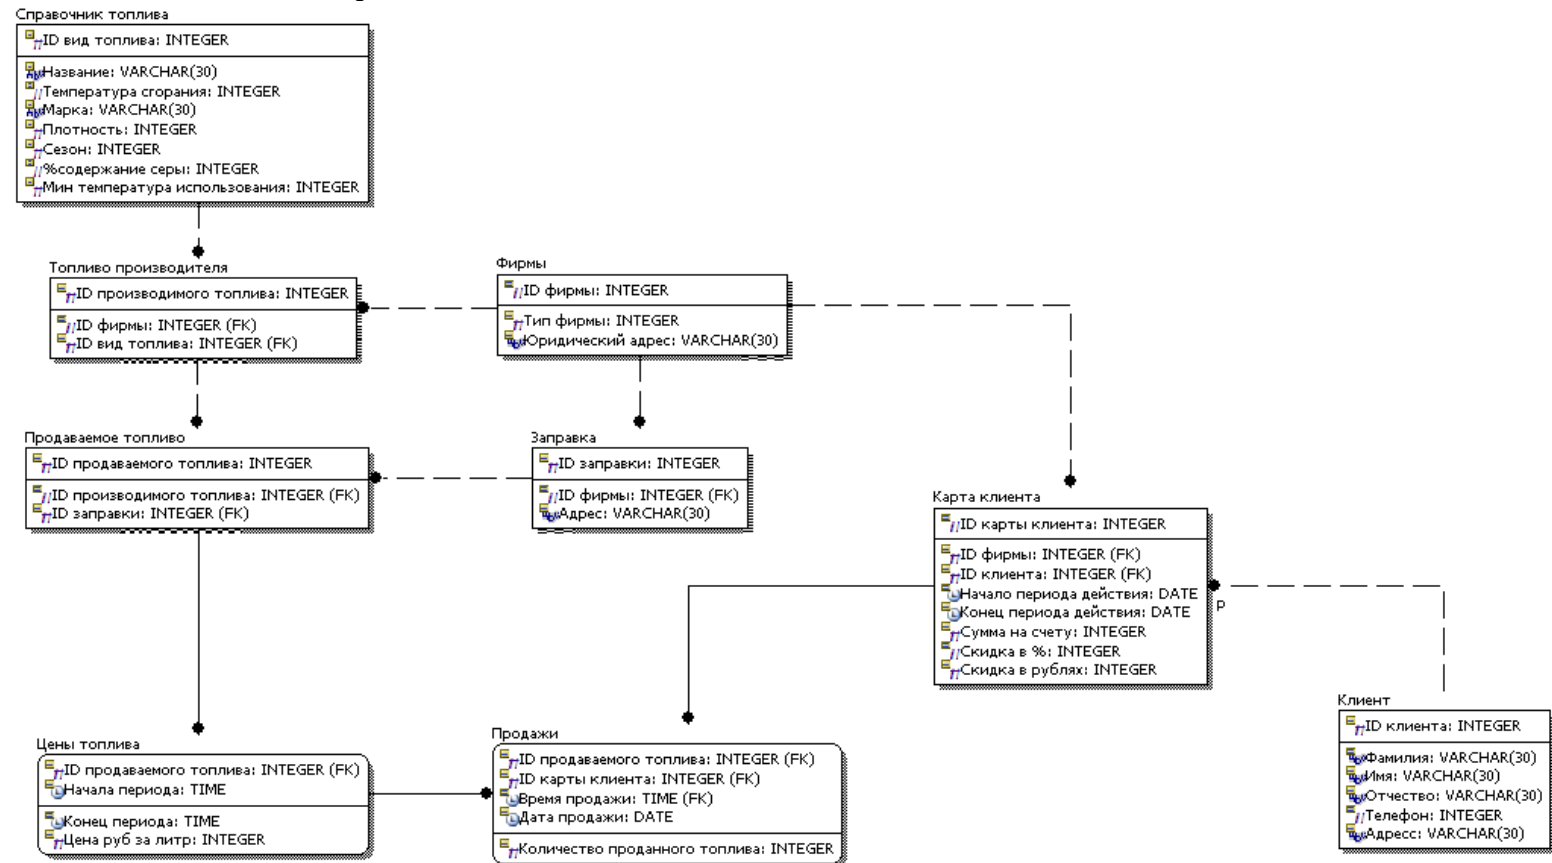 Справочник топлива
ID вид топлива: INTEGER
Название: VARCHAR(30)
Температура сгорания: INTEGER
Марка: VARCHAR(30)
Плотность: INTEGER
Сезон: INTEGER
%содержание серы: INTEGER
Мин температура использования: INTEGER
Топливо производителя
ID производимого топлива: INTEGER
ID фирмы: INTEGER (FK)
ID вид топлива: INTEGER (FK)
Фирмы
ID фирмы: INTEGER
Тип фирмы: INTEGER
Юридический адрес: VARCHAR(30)
Продаваемое топливо
ID продаваемого топлива: INTEGER
ID производимого топлива: INTEGER (FK)
ID заправки: INTEGER (FK)
Заправка
ID заправки: INTEGER
ID фирмы: INTEGER (FK)
Адрес: VARCHAR(30)
Карта клиента
ID карты клиента: INTEGER
ID фирмы: INTEGER (FK)
ID клиента: INTEGER (FK)
Начало периода действия: DATE
Конец периода действия: DATE
Сумма на счету: INTEGER
Скидка в %: INTEGER
Скидка в рублях: INTEGER
P
Клиент
ID клиента: INTEGER
Фамилия: VARCHAR(30)
Имя: VARCHAR(30)
Отчество: VARCHAR(30)
Телефон: INTEGER
Адресс: VARCHAR(30)
Цены топлива
ID продаваемого топлива: INTEGER (FK)
Начала периода: TIME
Конец периода: TIME
Цена руб за литр: INTEGER
Продажи
ID продаваемого топлива: INTEGER (FK)
ID карты клиента: INTEGER (FK)
Время продажи: TIME (FK)
Дата продажи: DATE
Количество проданного топлива: INTEGER